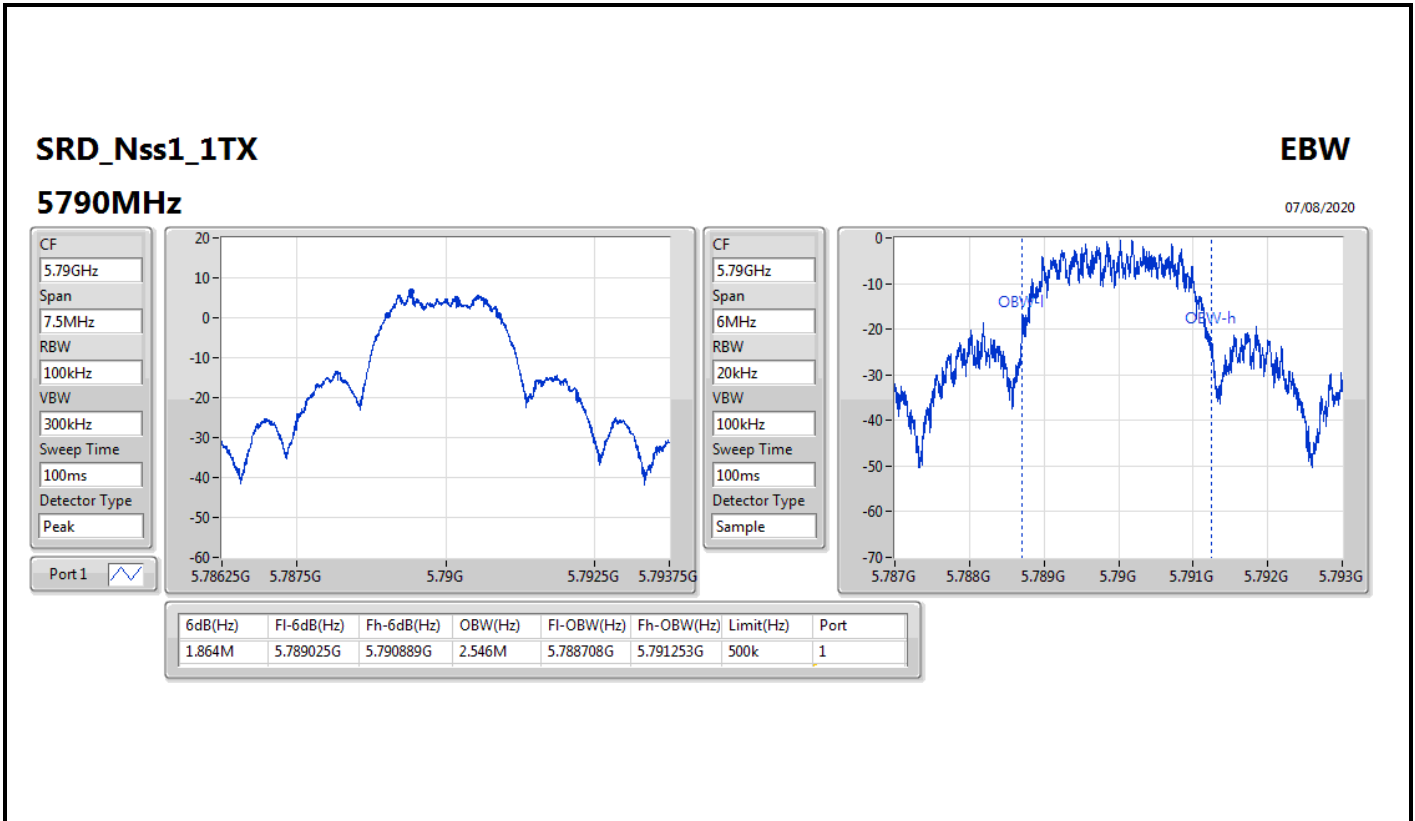 SRD_Nss1_1TX
EBW
5790MHz
07/08/2020
CF
5.79GHz
Span
7.5MHz
RBW
100kHz
VBW
300kHz
Sweep Time
100ms
Detector Type
Peak
Port 1
20
10
0
-10
-20
-30
-40
-50
-60
5.78625G 5.7875G 5.79G 5.7925G 5.79375G
CF
5.79GHz
Span
6MHz
RBW
20kHz
VBW
100kHz
Sweep Time
100ms
Detector Type
Sample
0
-10
-20
-30
-40
-50
-60
-70
OBW-l
OBW-h
5.787G 5.788G 5.789G 5.79G 5.791G 5.792G 5.793G
6dB(Hz) Fl-6dB(Hz) Fh-6dB(Hz) OBW(Hz) Fl-OBW(Hz) Fh-OBW(Hz) Limit(Hz) Port
1.864M 5.789025G 5.790889G 2.546M 5.788708G 5.791253G 500k 1